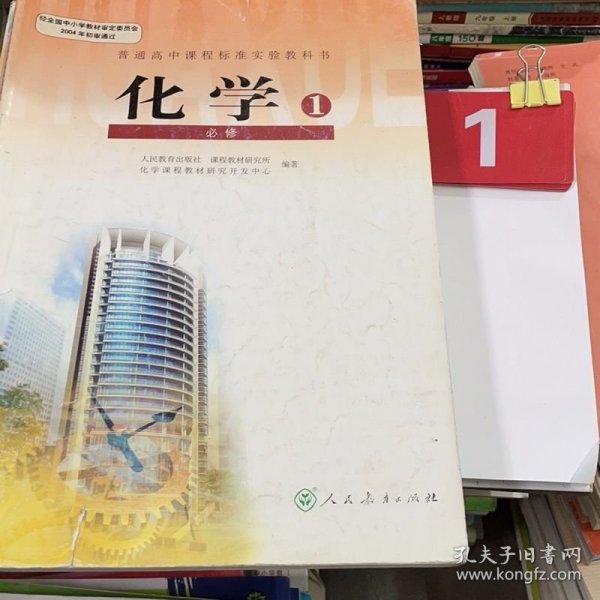 经全国中小学教材审定委员会
2004年初审通过
普通高中课程标准实验教科书
化学 1
必修
人民教育出版社 课程教材研究所
化学课程教材研究开发中心
编著
人民教育出版社
1
孔夫子旧书网
www.kongfz.com